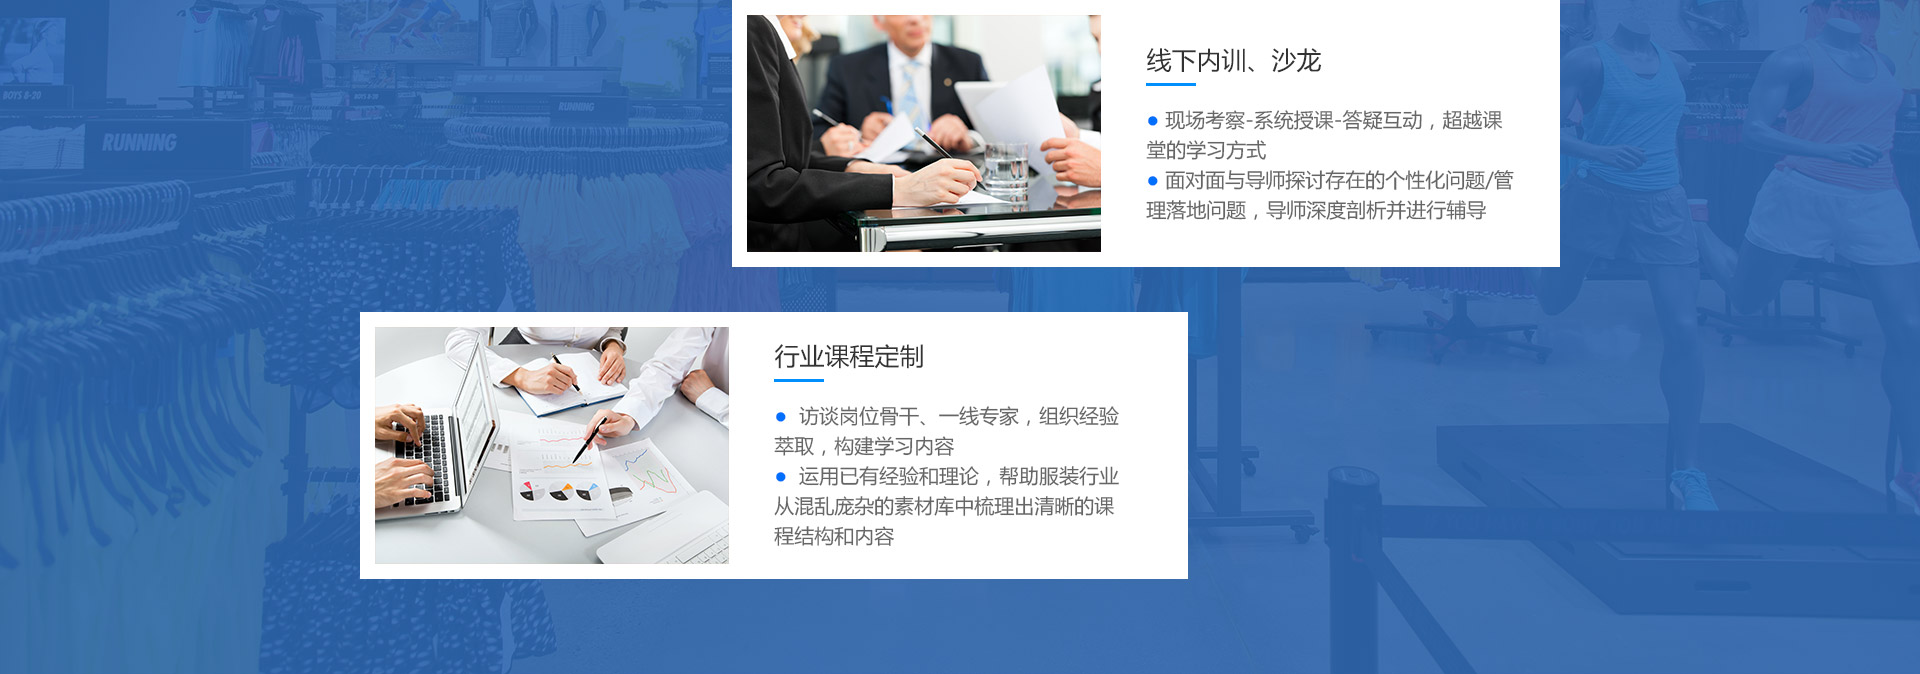 线下内训、沙龙
● 现场考察-系统授课-答疑互动，超越课
堂的学习方式
● 面对面与导师探讨存在的个性化问题/管
理落地问题，导师深度剖析并进行辅导
行业课程定制
● 访谈岗位骨干、一线专家，组织经验
萃取，构建学习内容
● 运用已有经验和理论，帮助服装行业
从混乱庞杂的素材库中梳理出清晰的课
程结构和内容
BOYS 8-20
RUNNING
RUNNING